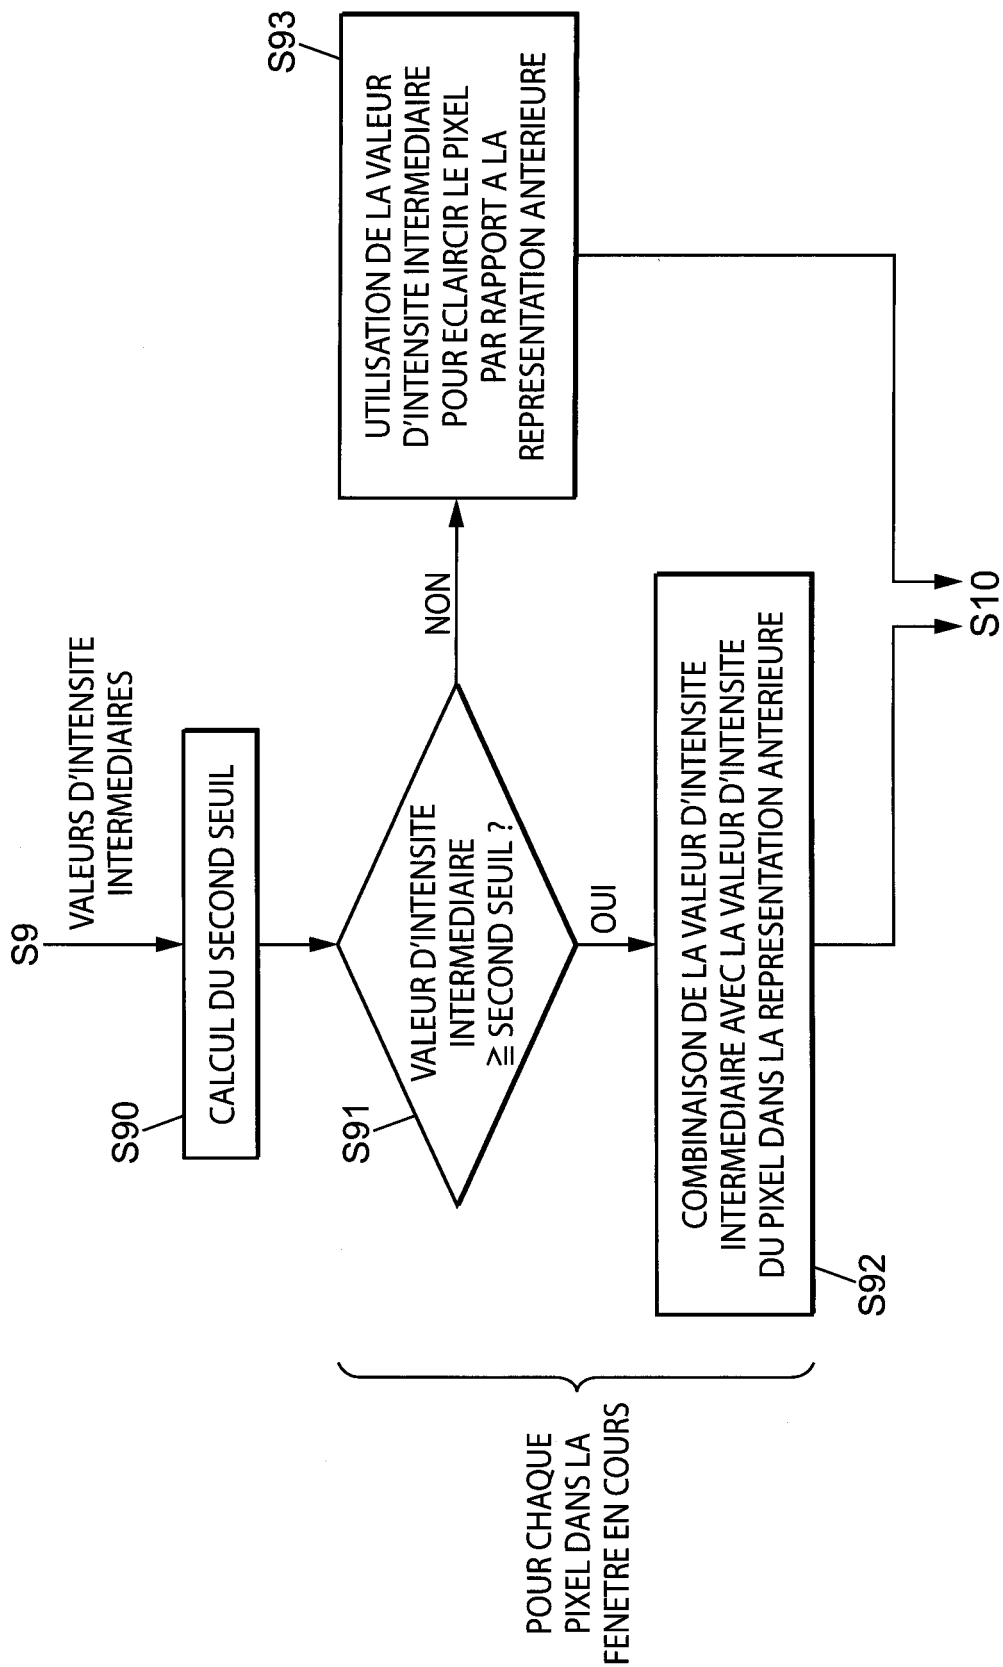 S9
VALEURS D'INTENSITE
INTERMEDIAIRES
S90
CALCUL DU SECOND SEUIL
S91
VALEUR D'INTENSITE
INTERMEDIAIRE
≧ SECOND SEUIL ?
NON
S93
UTILISATION DE LA VALEUR
D'INTENSITE INTERMEDIAIRE
POUR ECLAIRCIR LE PIXEL
PAR RAPPORT A LA
REPRESENTATION ANTERIEURE
OUI
COMBINAISON DE LA VALEUR D'INTENSITE
INTERMEDIAIRE AVEC LA VALEUR D'INTENSITE
DU PIXEL DANS LA REPRESENTATION ANTERIEURE
S92
S10
POUR CHAQUE
PIXEL DANS LA
FENETRE EN COURS